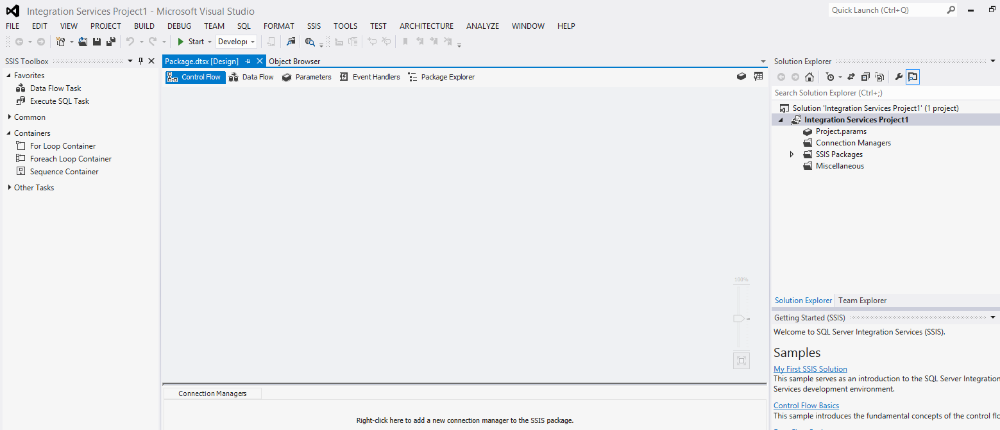 Integration Services Project1 - Microsoft Visual Studio
Quick Launch (Ctrl+Q)
FILE EDIT VIEW PROJECT BUILD DEBUG TEAM SQL FORMAT SSIS TOOLS TEST ARCHITECTURE ANALYZE WINDOW HELP
Start Develop
SSIS Toolbox
Favorites
Data Flow Task
Execute SQL Task
Common
Containers
For Loop Container
Foreach Loop Container
Sequence Container
Other Tasks
Package.dtsx [Design] Object Browser
Control Flow Data Flow Parameters Event Handlers Package Explorer
100%
Connection Managers
Right-click here to add a new connection manager to the SSIS package.
Solution Explorer
Search Solution Explorer (Ctrl+;)
Solution 'Integration Services Project1' (1 project)
Integration Services Project1
Project.params
Connection Managers
SSIS Packages
Miscellaneous
Solution Explorer Team Explorer
Getting Started (SSIS)
Welcome to SQL Server Integration Services (SSIS).
Samples
My First SSIS Solution
This sample serves as an introduction to the SQL Server Integration
Services development environment.
Control Flow Basics
This sample introduces the fundamental concepts of the control